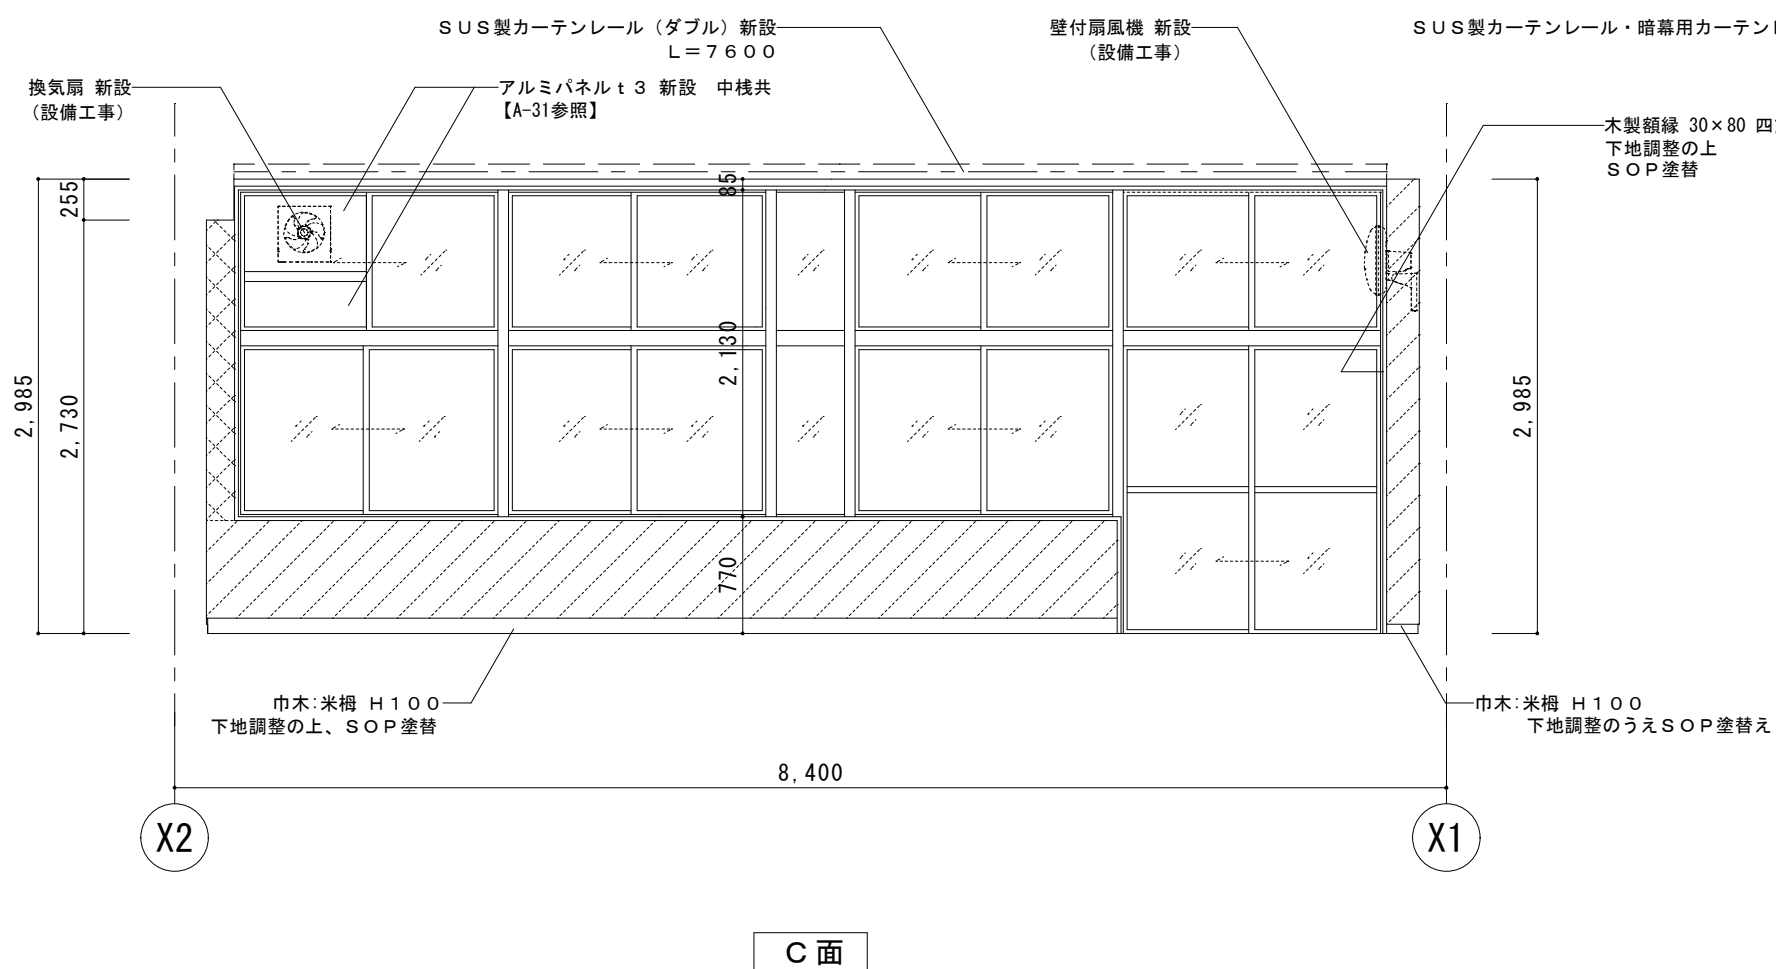 ＳＵＳ製カーテンレール（ダブル）新設
Ｌ＝７６００
壁付扇風機 新設
（設備工事）
ＳＵＳ製カーテンレール・暗幕用カーテン
換気扇 新設
（設備工事）
アルミパネルｔ３ 新設　中桟共
【A-31参照】
木製額縁 30×80 四
下地調整の上
ＳＯＰ塗替
255
85
2,130
2,985
2,730
2,985
770
巾木:米栂 Ｈ１００
下地調整の上、ＳＯＰ塗替
巾木:米栂 Ｈ１００
下地調整のうえＳＯＰ塗替え
8,400
X2
X1
Ｃ面